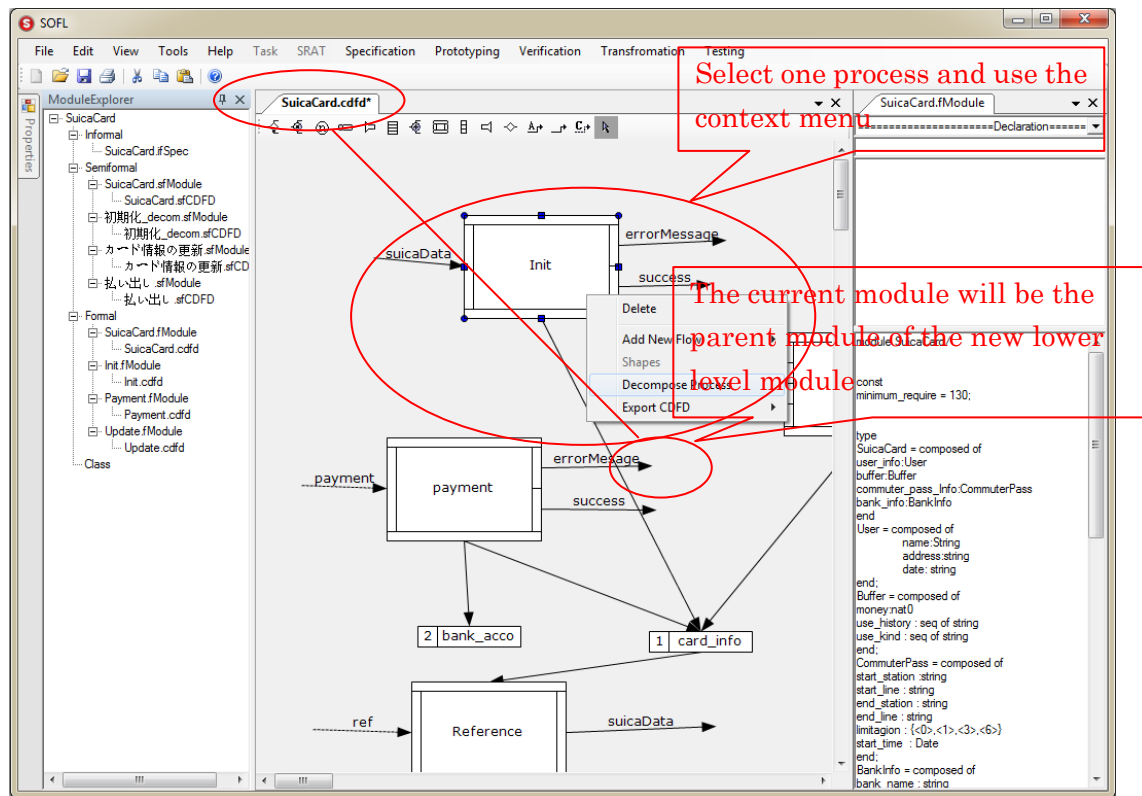 SOFL
File Edit View Tools Help Task SRAT Specification Prototyping Verification Transfromation Testing
ModuleExplorer
Properties
SuicaCard
Informal
SuicaCard.ifSpec
Semiformal
SuicaCard.sfModule
SuicaCard.sfCDFD
初期化_decom.sfModule
初期化_decom.sfCDFD
カード情報の更新.sfModule
カード情報の更新.sfCD
払い出し.sfModule
払い出し.sfCDFD
Formal
SuicaCard.fModule
SuicaCard.cdfd
Init.fModule
Init.cdfd
Payment.fModule
Payment.cdfd
Update.fModule
Update.cdfd
Class
SuicaCard.cdfd*
Select one process and use the
context menu
suicaData
Init
errorMessage
success
Delete
Add New Flow
Shapes
Decompose Process
Export CDFD
The current module will be the
parent module of the new lower
level module
payment
payment
errorMesage
success
2 bank_acco
1 card_info
ref
Reference
suicaData
SuicaCard.fModule
=====================Declaration======
module SuicaCard/
const
minimum_require = 130;
type
SuicaCard = composed of
user_info:User
buffer:Buffer
commuter_pass_Info:CommuterPass
bank_info:BankInfo
end
User = composed of
name:String
address:string
date: string
end;
Buffer = composed of
money:nat0
use_history : seq of string
use_kind : seq of string
end;
CommuterPass = composed of
start_station :string
start_line : string
end_station : string
end_line : string
limitagion : {<0>,<1>,<3>,<6>}
start_time : Date
end;
BankInfo = composed of
bank_name : string